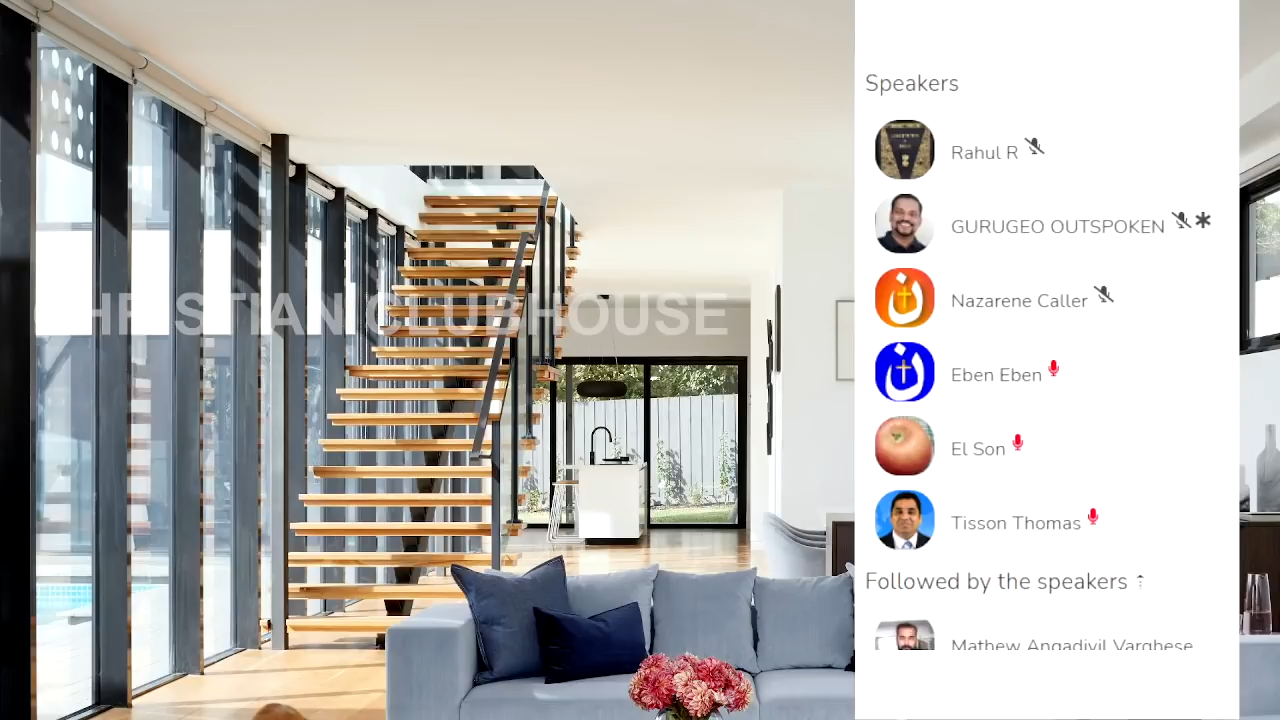 CHRISTIAN CLUBHOUSE
Speakers
Rahul R
GURUGEO OUTSPOKEN
Nazarene Caller
Eben Eben
El Son
Tisson Thomas
Followed by the speakers
Mathew Angadivil Varghese